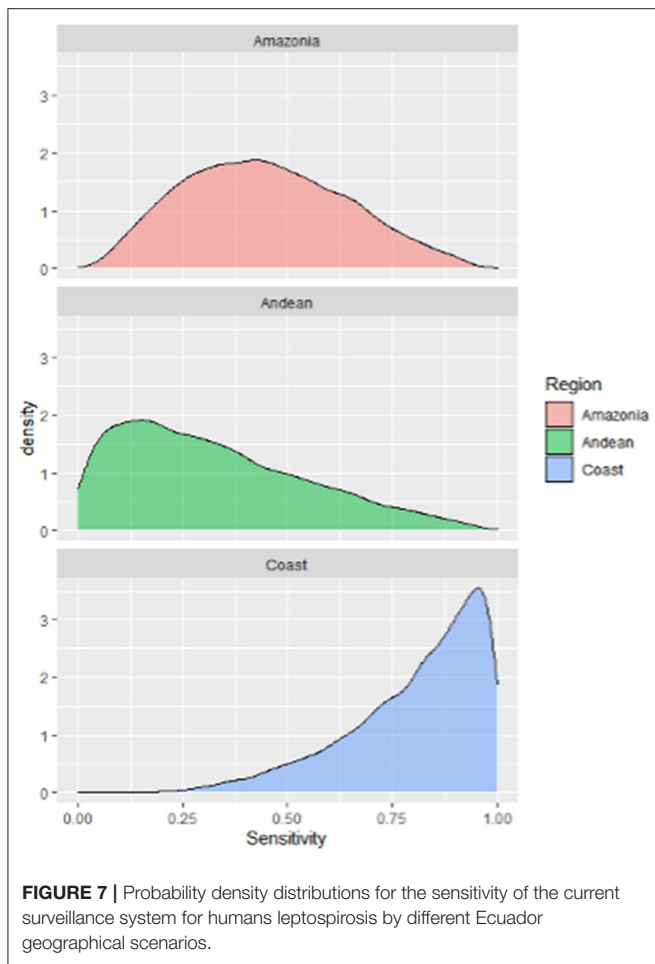 Amazonia
3
2
1
0
Andean
3
2
1
0
Coast
3
2
1
0
density
0.00 0.25 0.50 0.75 1.00
Sensitivity
Region
Amazonia
Andean
Coast
FIGURE 7 | Probability density distributions for the sensitivity of the current
surveillance system for humans leptospirosis by different Ecuador
geographical scenarios.